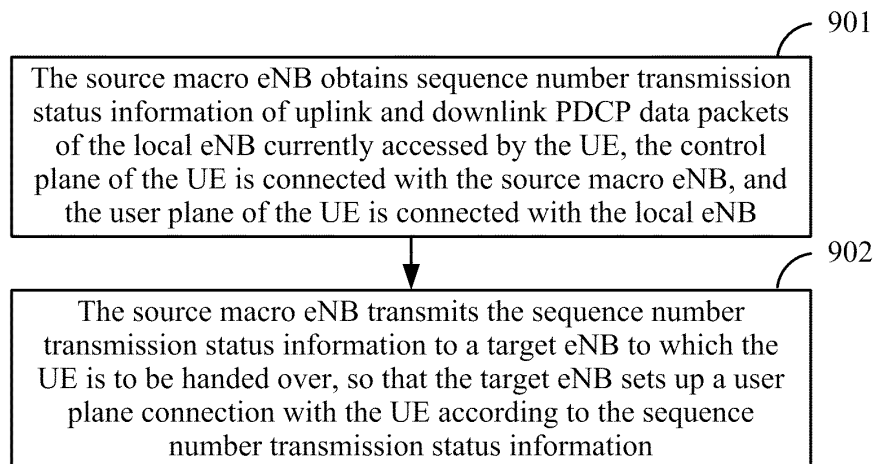 901
The source macro eNB obtains sequence number transmission
status information of uplink and downlink PDCP data packets
of the local eNB currently accessed by the UE, the control
plane of the UE is connected with the source macro eNB, and
the user plane of the UE is connected with the local eNB
902
The source macro eNB transmits the sequence number
transmission status information to a target eNB to which the
UE is to be handed over, so that the target eNB sets up a user
plane connection with the UE according to the sequence
number transmission status information